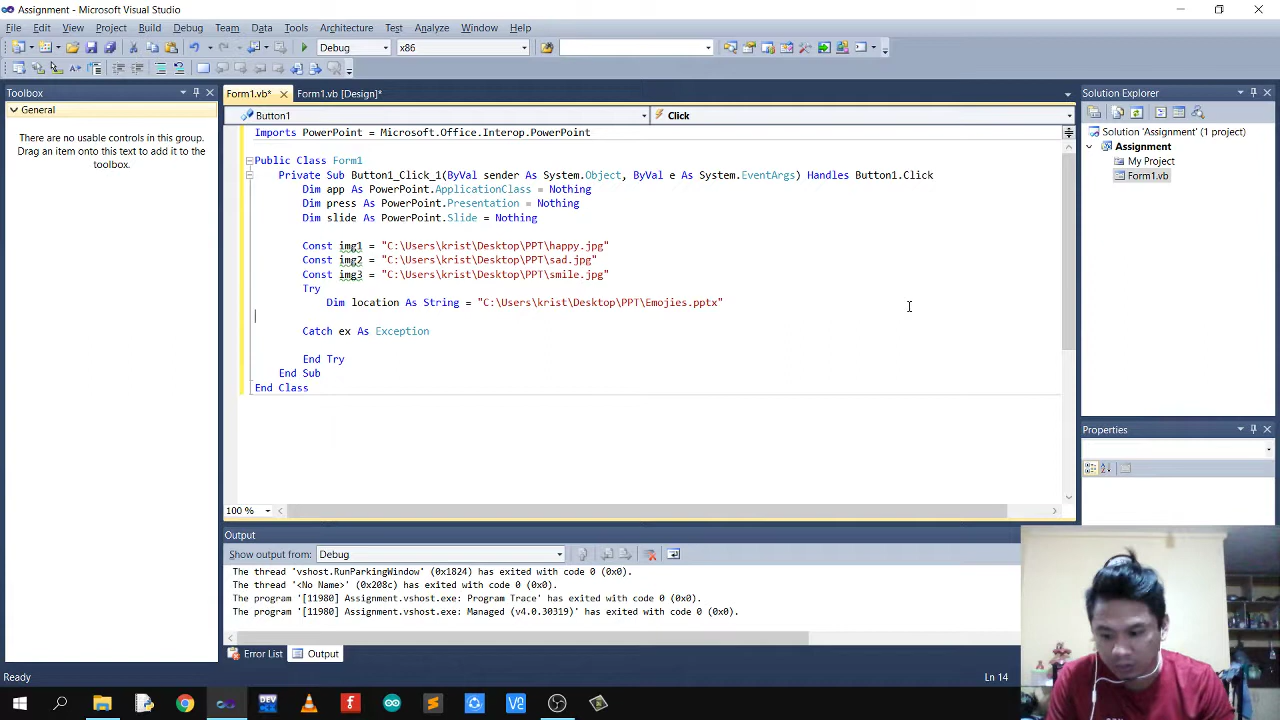 Assignment - Microsoft Visual Studio
File Edit View Project Build Debug Team Data Tools Architecture Test Analyze Window Help
Debug x86
Toolbox
General
There are no usable controls in this group. Drag an item onto this text to add it to the toolbox.
Form1.vb* Form1.vb [Design]*
Button1 Click
Imports PowerPoint = Microsoft.Office.Interop.PowerPoint
Public Class Form1
Private Sub Button1_Click_1(ByVal sender As System.Object, ByVal e As System.EventArgs) Handles Button1.Click
Dim app As PowerPoint.ApplicationClass = Nothing
Dim press As PowerPoint.Presentation = Nothing
Dim slide As PowerPoint.Slide = Nothing
Const img1 = "C:\Users\krist\Desktop\PPT\happy.jpg"
Const img2 = "C:\Users\krist\Desktop\PPT\sad.jpg"
Const img3 = "C:\Users\krist\Desktop\PPT\smile.jpg"
Try
Dim location As String = "C:\Users\krist\Desktop\PPT\Emojies.pptx"
Catch ex As Exception
End Try
End Sub
End Class
100 %
Output
Show output from: Debug
The thread 'vshost.RunParkingWindow' (0x1824) has exited with code 0 (0x0).
The thread '<No Name>' (0x208c) has exited with code 0 (0x0).
The program '[11980] Assignment.vshost.exe: Program Trace' has exited with code 0 (0x0).
The program '[11980] Assignment.vshost.exe: Managed (v4.0.30319)' has exited with code 0 (0x0).
Error List Output
Ready Ln 14
Solution Explorer
Solution 'Assignment' (1 project)
Assignment
My Project
Form1.vb
Properties
DEV